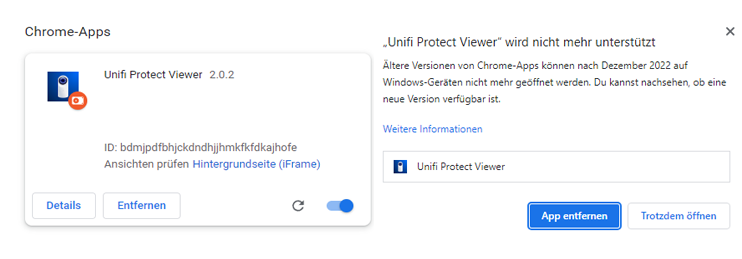 Chrome-Apps
Unifi Protect Viewer 2.0.2
ID: bdmjpdfbhjckdndhjjhmkfkfdkajhofe
Ansichten prüfen Hintergrundseite (iFrame)
Details
Entfernen
„Unifi Protect Viewer“ wird nicht mehr unterstützt
Ältere Versionen von Chrome-Apps können nach Dezember 2022 auf
Windows-Geräten nicht mehr geöffnet werden. Du kannst nachsehen, ob eine
neue Version verfügbar ist.
Weitere Informationen
Unifi Protect Viewer
App entfernen
Trotzdem öffnen